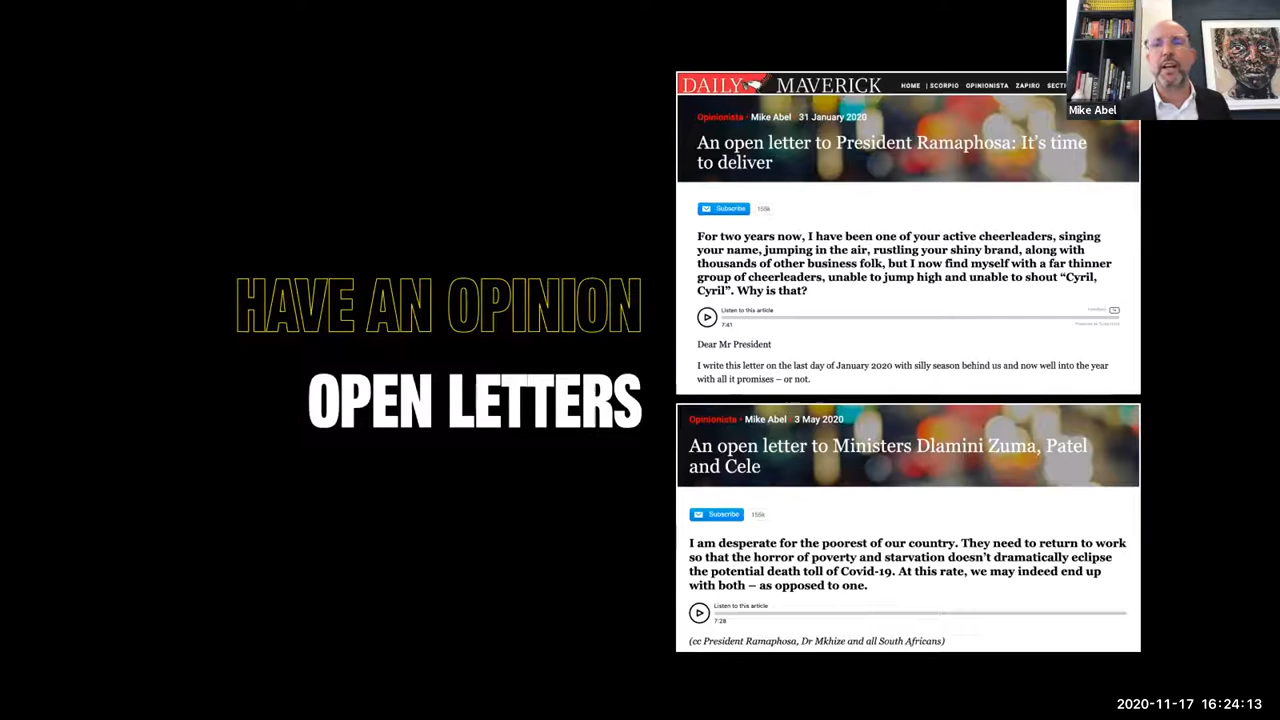 HAVE AN OPINION
OPEN LETTERS
DAILY MAVERICK
HOME | SCORPIO OPINIONISTA ZAPIRO SECTI
Opinionista · Mike Abel 31 January 2020
An open letter to President Ramaphosa: It's time
to deliver
Subscribe 155k
For two years now, I have been one of your active cheerleaders, singing
your name, jumping in the air, rustling your shiny brand, along with
thousands of other business folk, but I now find myself with a far thinner
group of cheerleaders, unable to jump high and unable to shout “Cyril,
Cyril”. Why is that?
Listen to this article
7:41
Dear Mr President
I write this letter on the last day of January 2020 with silly season behind us and now well into the year
with all it promises – or not.
Opinionista · Mike Abel 3 May 2020
An open letter to Ministers Dlamini Zuma, Patel
and Cele
Subscribe 155k
I am desperate for the poorest of our country. They need to return to work
so that the horror of poverty and starvation doesn't dramatically eclipse
the potential death toll of Covid-19. At this rate, we may indeed end up
with both – as opposed to one.
Listen to this article
7:28
(cc President Ramaphosa, Dr Mkhize and all South Africans)
Mike Abel
2020-11-17 16:24:13